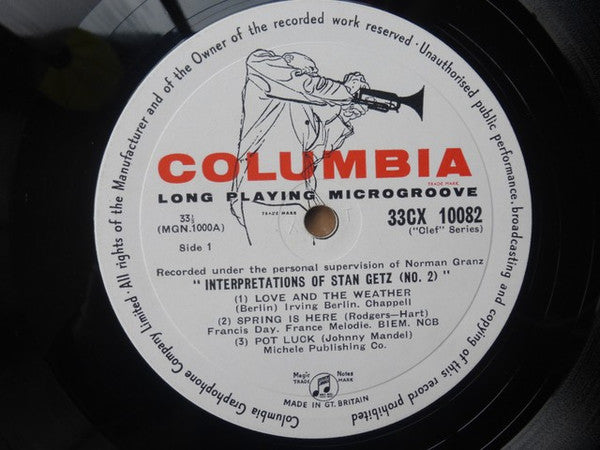 Columbia Graphophone Company Limited · All rights of the Manufacturer and of the Owner of the recorded work reserved · Unauthorised public performance, broadcasting and copying of this record prohibited
COLUMBIA
TRADE MARK
LONG PLAYING MICROGROOVE
TRADE MARK
33⅓
(MGN.1000A)
33CX 10082
("Clef" Series)
Side 1
Recorded under the personal supervision of Norman Granz
"INTERPRETATIONS OF STAN GETZ (NO. 2)"
(1) LOVE AND THE WEATHER
(Berlin) Irving Berlin. Chappell
(2) SPRING IS HERE (Rodgers—Hart)
Francis Day. France Melodie. BIEM. NCB
(3) POT LUCK (Johnny Mandel)
Michele Publishing Co.
Magic Notes
TRADE MARK
MADE IN GT. BRITAIN